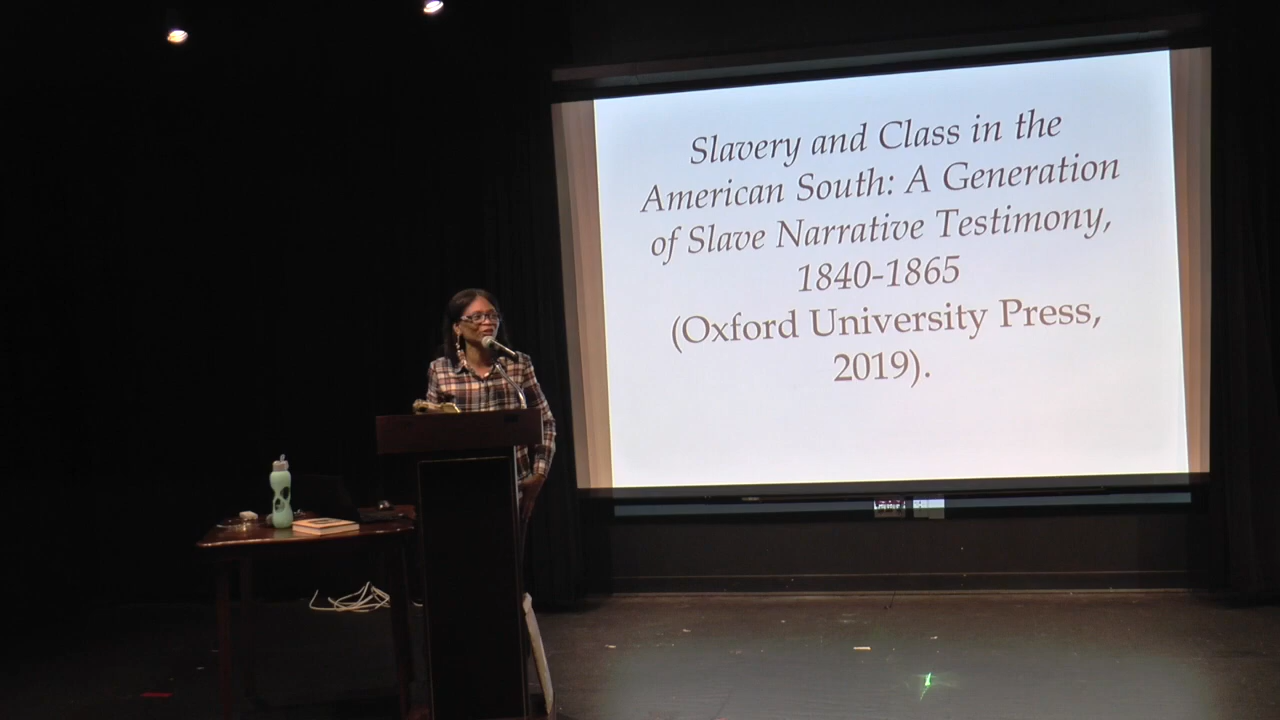 Slavery and Class in the
American South: A Generation
of Slave Narrative Testimony,
1840-1865
(Oxford University Press,
2019).